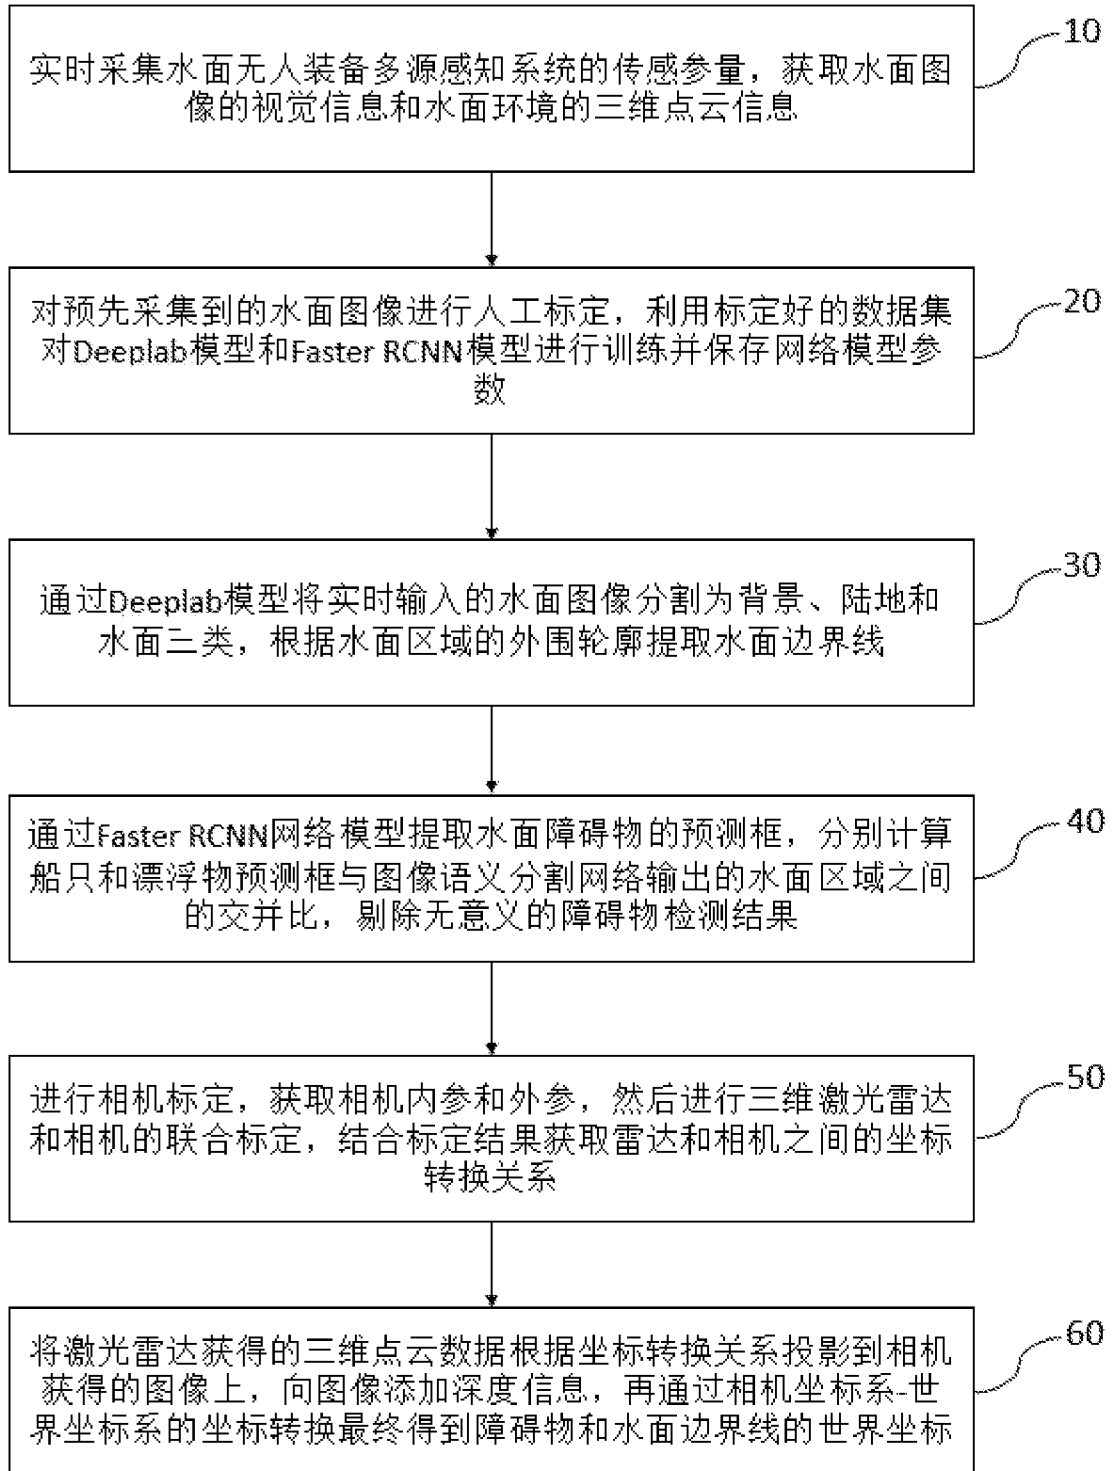 实时采集水面无人装备多源感知系统的传感参量，获取水面图
像的视觉信息和水面环境的三维点云信息
10
对预先采集到的水面图像进行人工标定，利用标定好的数据集
对Deeplab模型和Faster RCNN模型进行训练并保存网络模型参
数
20
通过Deeplab模型将实时输入的水面图像分割为背景、陆地和
水面三类，根据水面区域的外围轮廓提取水面边界线
30
通过Faster RCNN网络模型提取水面障碍物的预测框，分别计算
船只和漂浮物预测框与图像语义分割网络输出的水面区域之间
的交并比，剔除无意义的障碍物检测结果
40
进行相机标定，获取相机内参和外参，然后进行三维激光雷达
和相机的联合标定，结合标定结果获取雷达和相机之间的坐标
转换关系
50
将激光雷达获得的三维点云数据根据坐标转换关系投影到相机
获得的图像上，向图像添加深度信息，再通过相机坐标系-世
界坐标系的坐标转换最终得到障碍物和水面边界线的世界坐标
60